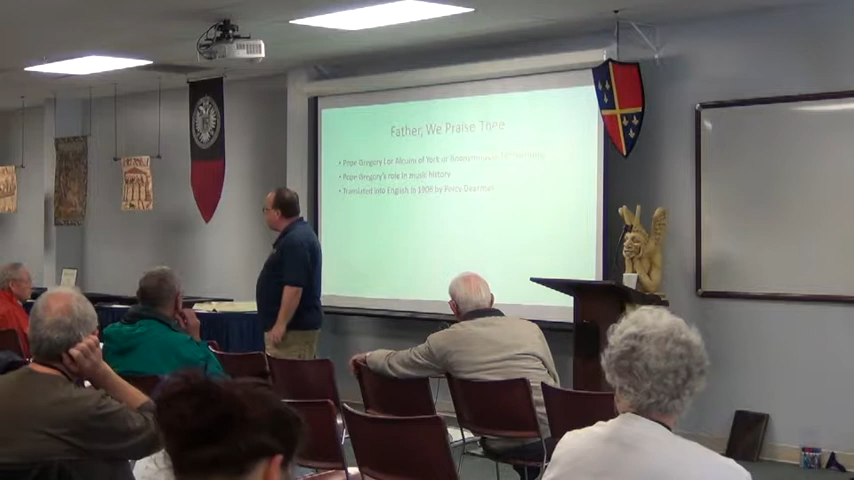 Father, We Praise Thee
• Pope Gregory I or Alcuin of York or Anonymous
• Pope Gregory's role in music history
• Translated into English in 1906 by Percy Dearmer